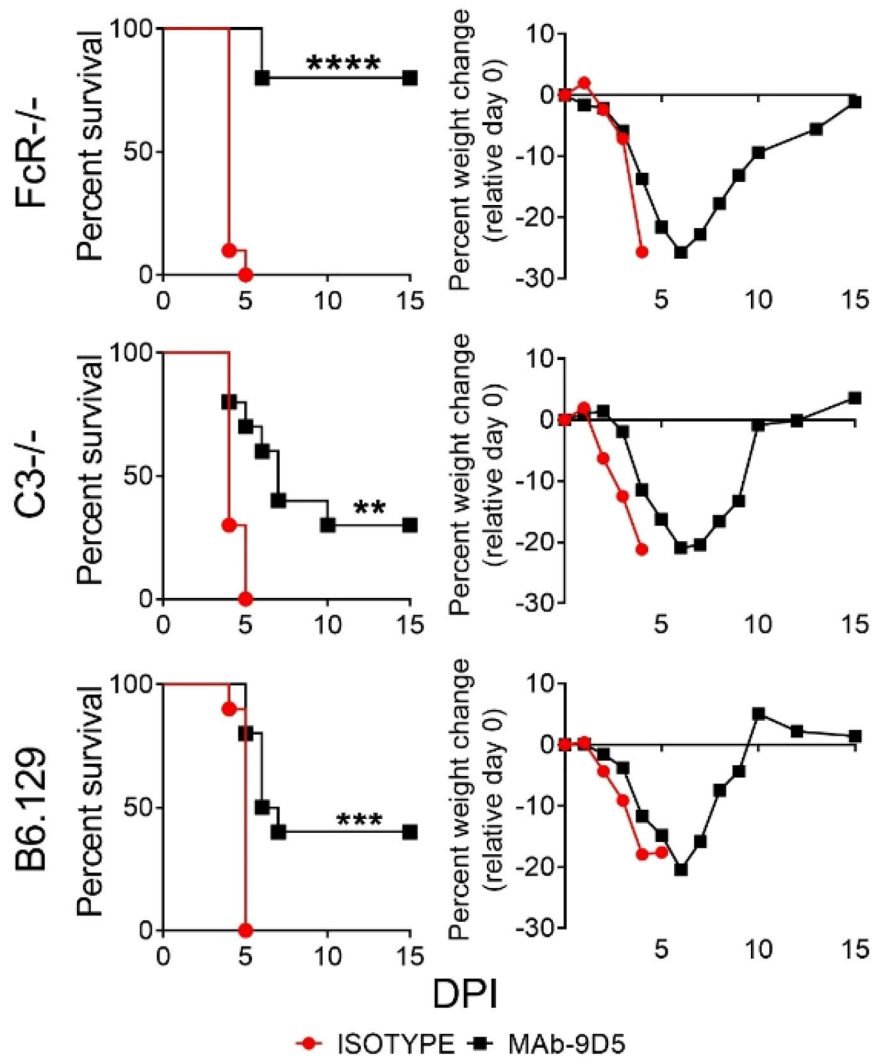 FcR-/-
Percent survival
100
50
0
0 5 10 15
****
Percent weight change
(relative day 0)
10
0
-10
-20
-30
5 10 15
C3-/-
Percent survival
100
50
0
0 5 10 15
**
Percent weight change
(relative day 0)
10
0
-10
-20
-30
5 10 15
B6.129
Percent survival
100
50
0
0 5 10 15
***
Percent weight change
(relative day 0)
10
0
-10
-20
-30
5 10 15
DPI
ISOTYPE MAb-9D5